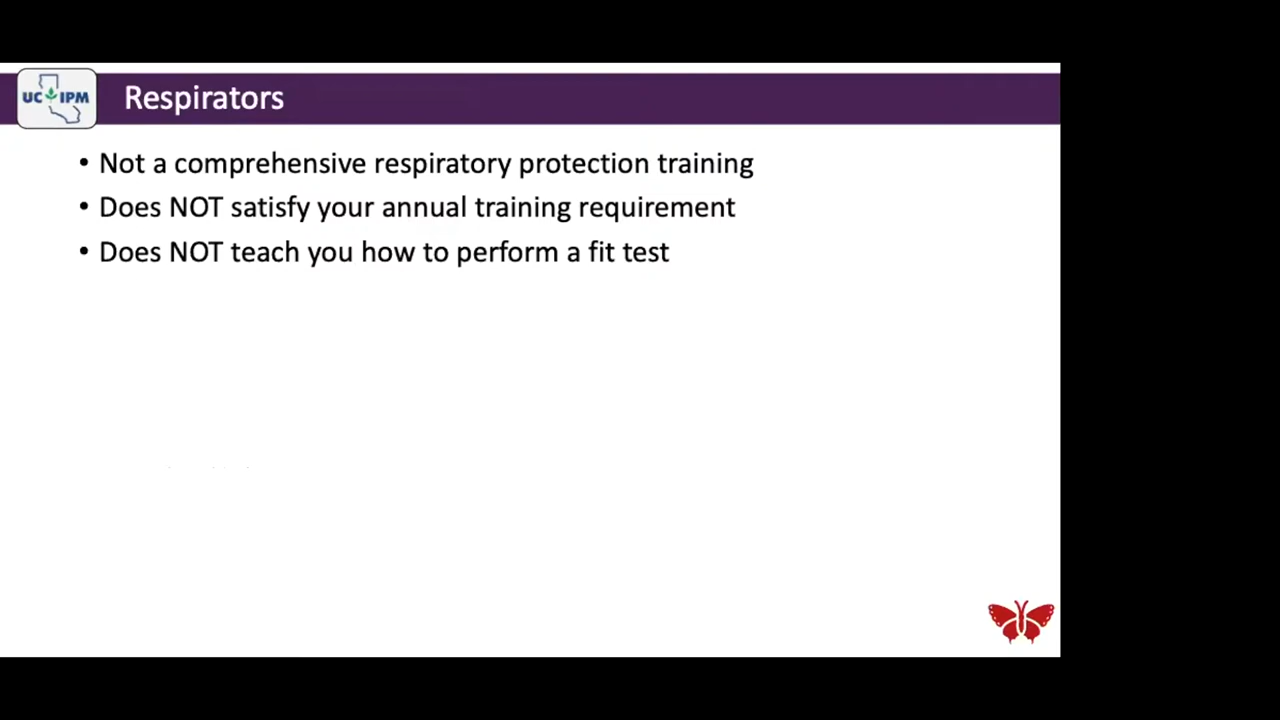 UC IPM
Respirators
• Not a comprehensive respiratory protection training
• Does NOT satisfy your annual training requirement
• Does NOT teach you how to perform a fit test